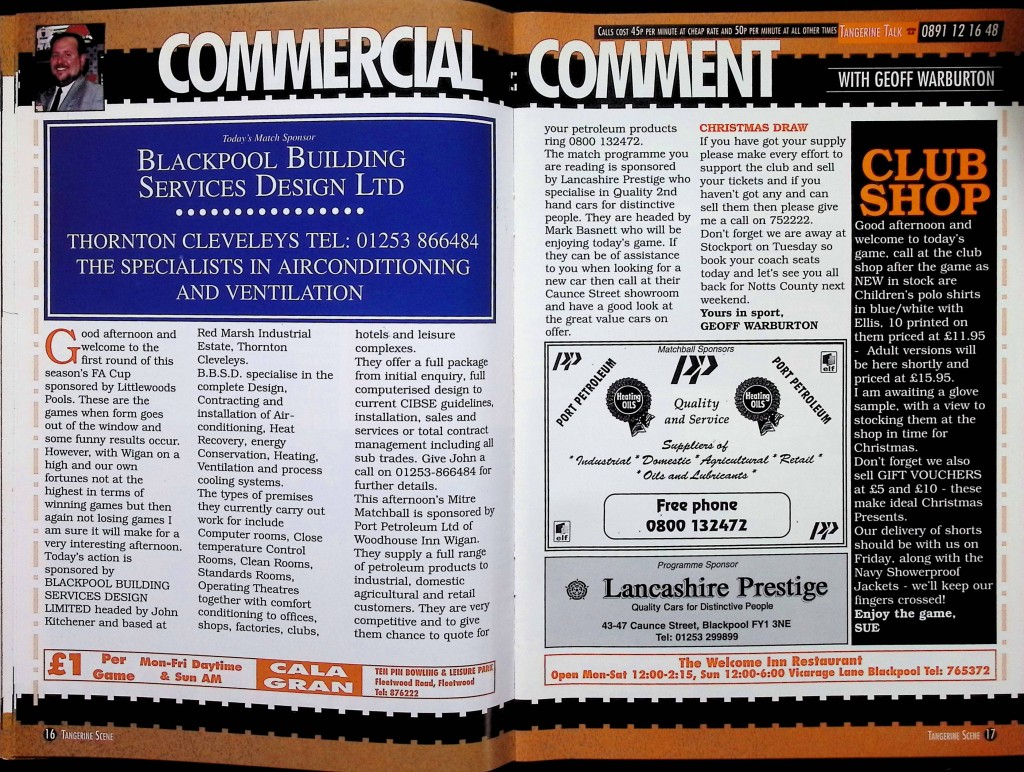 COMMERCIAL
Today's Match Sponsor
BLACKPOOL BUILDING
SERVICES DESIGN LTD
THORNTON CLEVELEYS TEL: 01253 866484
THE SPECIALISTS IN AIRCONDITIONING
AND VENTILATION
Good afternoon and
welcome to the
first round of this
season's FA Cup
sponsored by Littlewoods
Pools. These are the
games when form goes
out of the window and
some funny results occur.
However, with Wigan on a
high and our own
fortunes not at the
highest in terms of
winning games but then
again not losing games I
am sure it will make for a
very interesting afternoon.
Today's action is
sponsored by
BLACKPOOL BUILDING
SERVICES DESIGN
LIMITED headed by John
Kitchener and based at
Red Marsh Industrial
Estate, Thornton
Cleveleys.
B.B.S.D. specialise in the
complete Design,
Contracting and
installation of Air-
conditioning, Heat
Recovery, energy
Conservation, Heating,
Ventilation and process
cooling systems.
The types of premises
they currently carry out
work for include
Computer rooms, Close
temperature Control
Rooms, Clean Rooms,
Standards Rooms,
Operating Theatres
together with comfort
conditioning to offices,
shops, factories, clubs,
hotels and leisure
complexes.
They offer a full package
from initial enquiry, full
computerised design to
current CIBSE guidelines,
installation, sales and
services or total contract
management including all
sub trades. Give John a
call on 01253-866484 for
further details.
This afternoon's Mitre
Matchball is sponsored by
Port Petroleum Ltd of
Woodhouse Inn Wigan.
They supply a full range
of petroleum products to
industrial, domestic
agricultural and retail
customers. They are very
competitive and to give
them chance to quote for
£1 Per Game Mon-Fri Daytime & Sun AM
CALA GRAN
TEN PIN BOWLING & LEISURE PARK
Fleetwood Road, Fleetwood
Tel: 876222
16 TANGERINE SCENE
CALLS COST 45P PER MINUTE AT CHEAP RATE AND 50P PER MINUTE AT ALL OTHER TIMES TANGERINE TALK ☎ 0891 12 16 48
COMMENT
WITH GEOFF WARBURTON
your petroleum products
ring 0800 132472.
The match programme you
are reading is sponsored
by Lancashire Prestige who
specialise in Quality 2nd
hand cars for distinctive
people. They are headed by
Mark Basnett who will be
enjoying today's game. If
they can be of assistance
to you when looking for a
new car then call at their
Caunce Street showroom
and have a good look at
the great value cars on
offer.
CHRISTMAS DRAW
If you have got your supply
please make every effort to
support the club and sell
your tickets and if you
haven't got any and can
sell them then please give
me a call on 752222.
Don't forget we are away at
Stockport on Tuesday so
book your coach seats
today and let's see you all
back for Notts County next
weekend.
Yours in sport,
GEOFF WARBURTON
Matchball Sponsors
PP
PP
elf
PORT PETROLEUM
PORT PETROLEUM
Heating OILS
Heating OILS
Quality
and Service
Suppliers of
* Industrial * Domestic * Agricultural * Retail *
* Oils and Lubricants *
Free phone
0800 132472
elf
PP
Programme Sponsor
Lancashire Prestige
Quality Cars for Distinctive People
43-47 Caunce Street, Blackpool FY1 3NE
Tel: 01253 299899
CLUB
SHOP
Good afternoon and
welcome to today's
game, call at the club
shop after the game as
NEW in stock are
Children's polo shirts
in blue/white with
Ellis, 10 printed on
them priced at £11.95
- Adult versions will
be here shortly and
priced at £15.95.
I am awaiting a glove
sample, with a view to
stocking them at the
shop in time for
Christmas.
Don't forget we also
sell GIFT VOUCHERS
at £5 and £10 - these
make ideal Christmas
Presents.
Our delivery of shorts
should be with us on
Friday, along with the
Navy Showerproof
Jackets - we'll keep our
fingers crossed!
Enjoy the game,
SUE
The Welcome Inn Restaurant
Open Mon-Sat 12:00-2:15, Sun 12:00-6:00 Vicarage Lane Blackpool Tel: 765372
TANGERINE SCENE 17